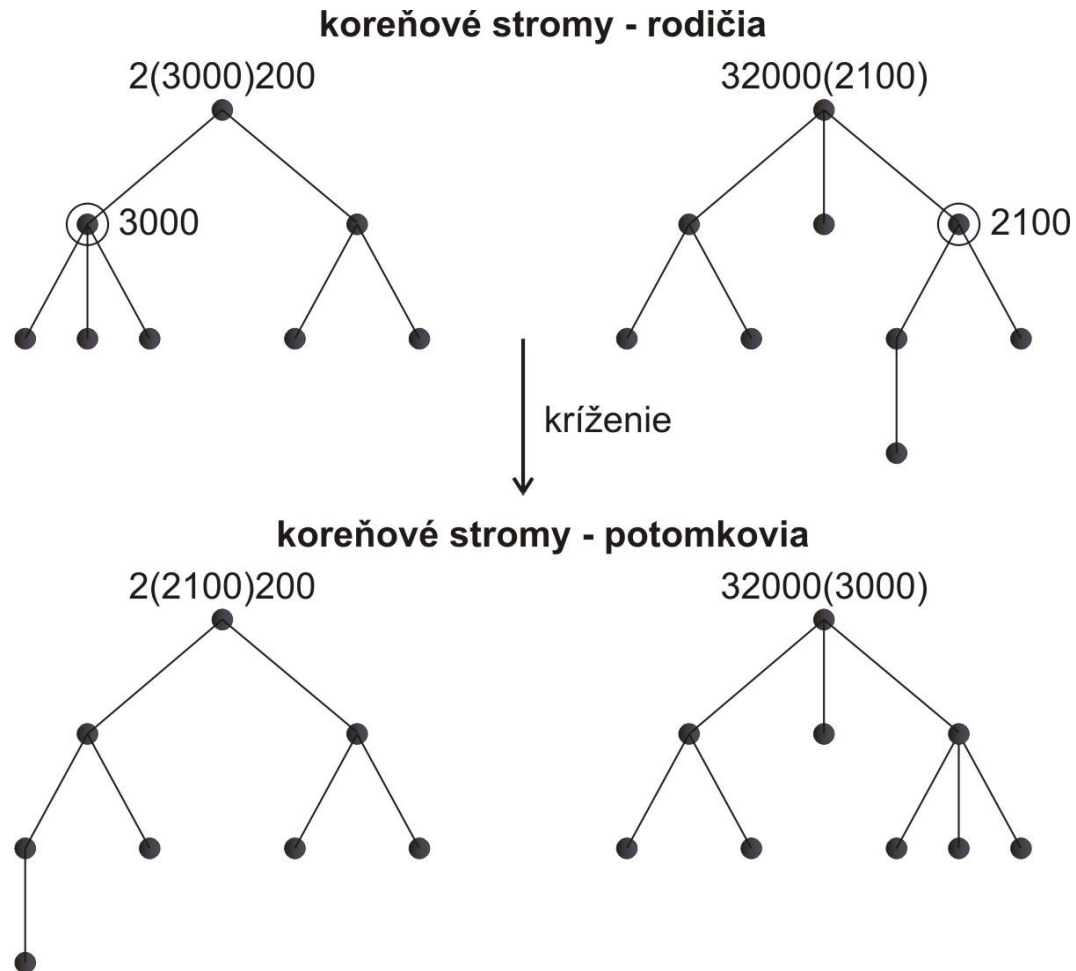 koreňové stromy - rodičia
2(3000)200
32000(2100)
3000
2100
kríženie
koreňové stromy - potomkovia
2(2100)200
32000(3000)